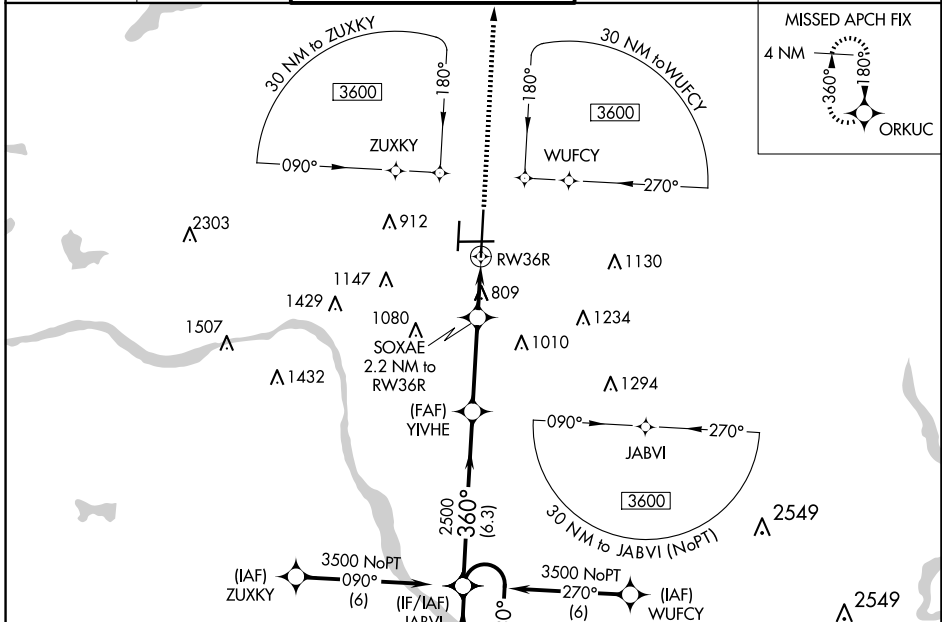 MISSED APCH FIX
4 NM
360°
180°
ORKUC
30 NM to ZUXKY
3600
180°
090°
ZUXKY
30 NM to WUFCY
180°
3600
WUFCY
270°
2303
912
RW36R
1130
1147
809
1429
1080
1234
1507
SOXAE
2.2 NM to
RW36R
1010
1432
1294
(FAF)
YIVHE
090°
270°
JABVI
3600
30 NM to JABVI (NoPT)
2500
360°
(6.3)
2549
(IAF)
ZUXKY
3500 NoPT
090°
(6)
(IF/IAF)
JABVI
3500 NoPT
270°
(6)
(IAF)
WUFCY
2549